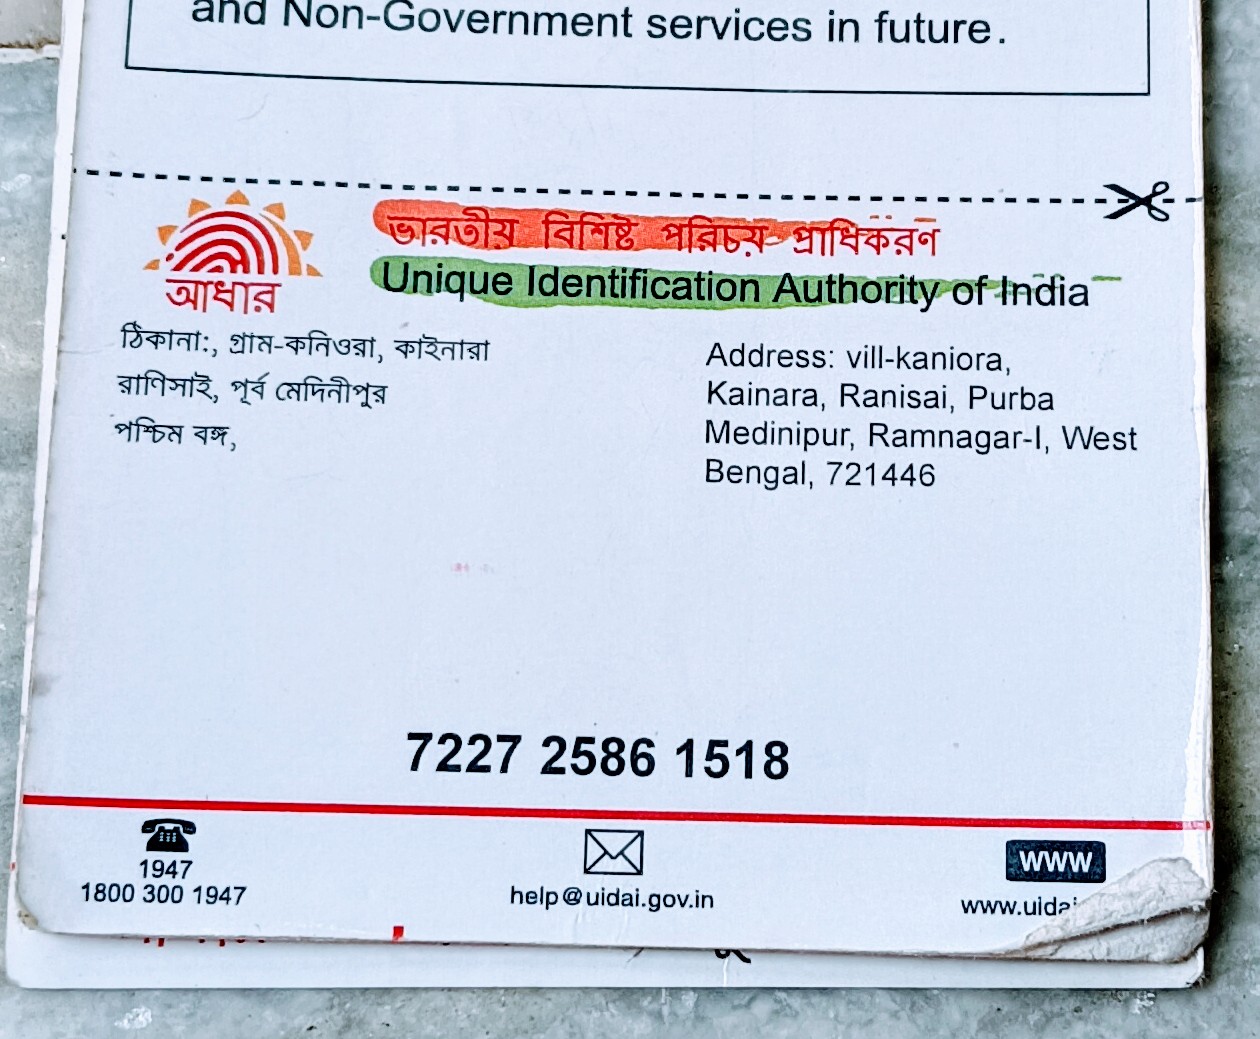 and Non-Government services in future.
ভারতীয় বিশিষ্ট পরিচয় প্রাধিকরণ
Unique Identification Authority of India
আধার
ঠিকানা:, গ্রাম-কনিওরা, কাইনারা
রাণিসাই, পূর্ব মেদিনীপুর
পশ্চিম বঙ্গ,
Address: vill-kaniora,
Kainara, Ranisai, Purba
Medinipur, Ramnagar-I, West
Bengal, 721446
7227 2586 1518
1947
1800 300 1947
help@uidai.gov.in
www
www.uidai